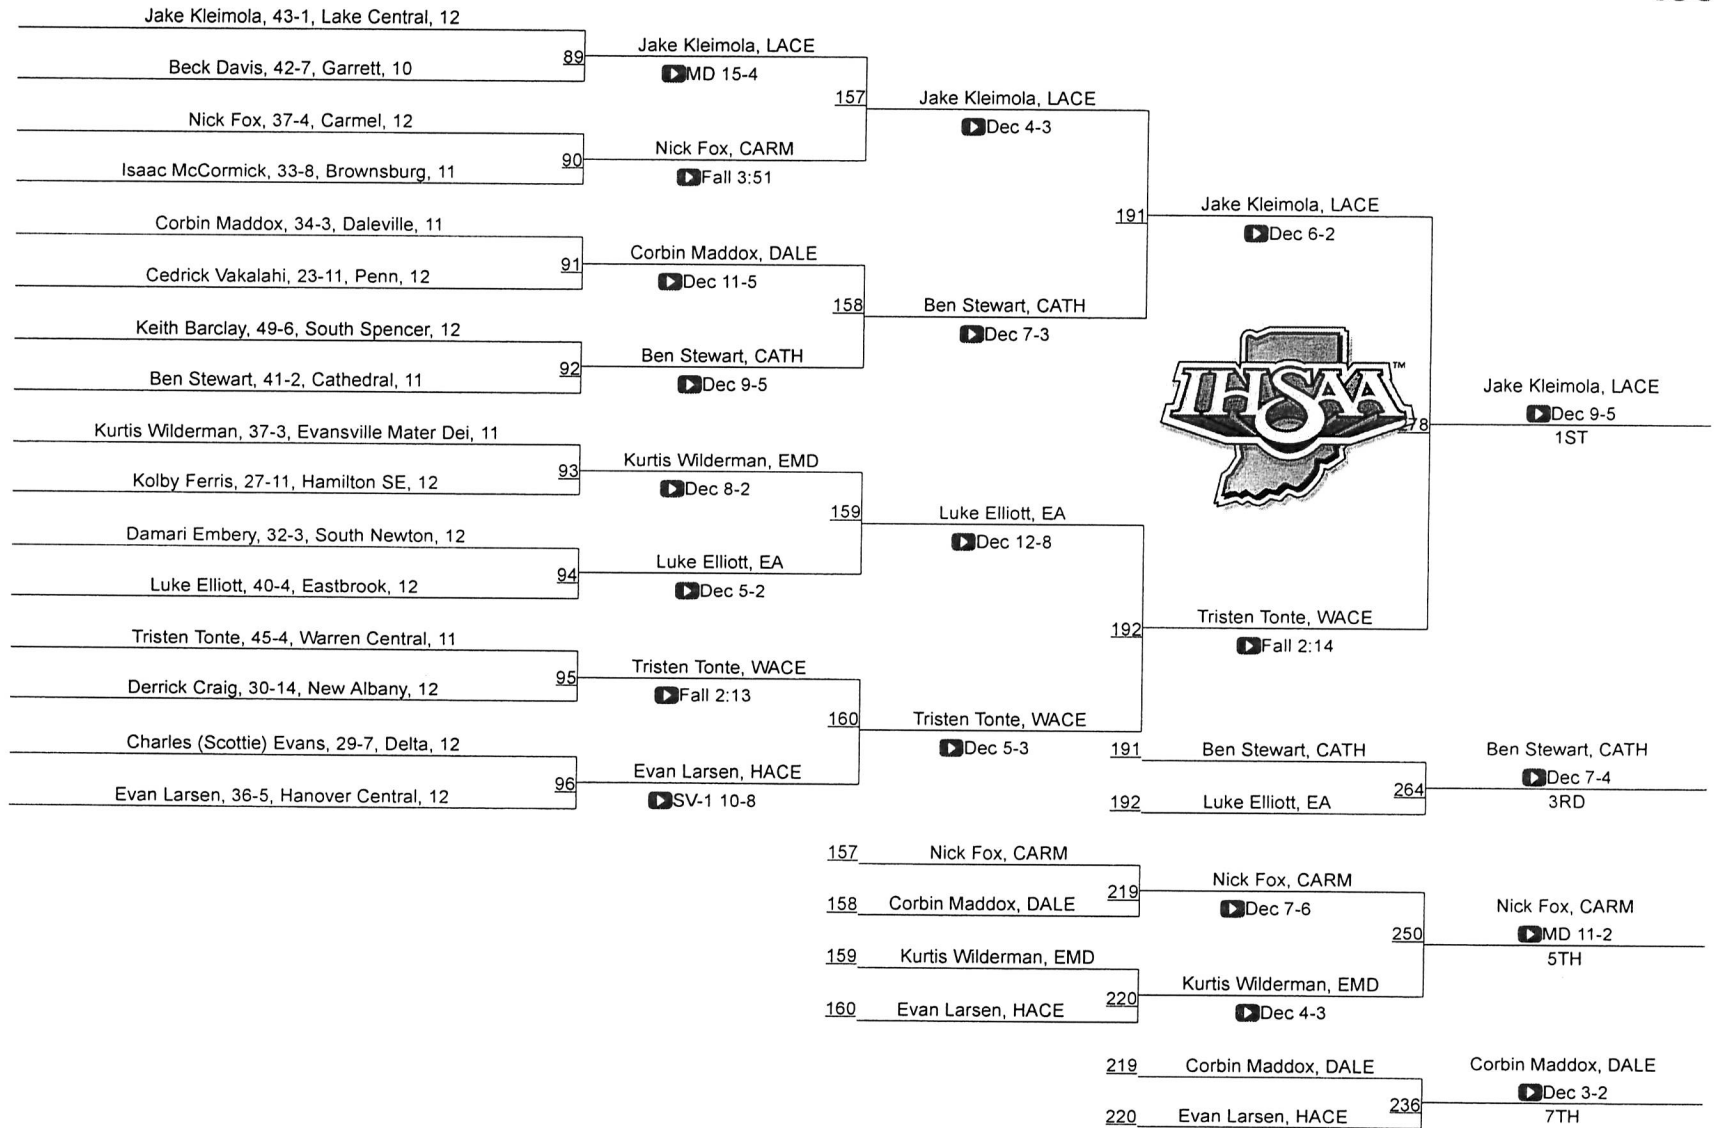 Jake Kleimola, 43-1, Lake Central, 12
89
Beck Davis, 42-7, Garrett, 10
Jake Kleimola, LACE
MD 15-4
157
Nick Fox, 37-4, Carmel, 12
90
Isaac McCormick, 33-8, Brownsburg, 11
Nick Fox, CARM
Fall 3:51
Jake Kleimola, LACE
Dec 4-3
191
Corbin Maddox, 34-3, Daleville, 11
91
Cedrick Vakalahi, 23-11, Penn, 12
Corbin Maddox, DALE
Dec 11-5
158
Keith Barclay, 49-6, South Spencer, 12
92
Ben Stewart, 41-2, Cathedral, 11
Ben Stewart, CATH
Dec 9-5
Ben Stewart, CATH
Dec 7-3
Jake Kleimola, LACE
Dec 6-2
IHSAA™
278
Jake Kleimola, LACE
Dec 9-5
1ST
Kurtis Wilderman, 37-3, Evansville Mater Dei, 11
93
Kolby Ferris, 27-11, Hamilton SE, 12
Kurtis Wilderman, EMD
Dec 8-2
159
Damari Embery, 32-3, South Newton, 12
94
Luke Elliott, 40-4, Eastbrook, 12
Luke Elliott, EA
Dec 5-2
Luke Elliott, EA
Dec 12-8
192
Tristen Tonte, 45-4, Warren Central, 11
95
Derrick Craig, 30-14, New Albany, 12
Tristen Tonte, WACE
Fall 2:13
160
Charles (Scottie) Evans, 29-7, Delta, 12
96
Evan Larsen, 36-5, Hanover Central, 12
Evan Larsen, HACE
SV-1 10-8
Tristen Tonte, WACE
Dec 5-3
Tristen Tonte, WACE
Fall 2:14
191 Ben Stewart, CATH
264
192 Luke Elliott, EA
Ben Stewart, CATH
Dec 7-4
3RD
157 Nick Fox, CARM
219
158 Corbin Maddox, DALE
Nick Fox, CARM
Dec 7-6
250
159 Kurtis Wilderman, EMD
220
160 Evan Larsen, HACE
Kurtis Wilderman, EMD
Dec 4-3
Nick Fox, CARM
MD 11-2
5TH
219 Corbin Maddox, DALE
236
220 Evan Larsen, HACE
Corbin Maddox, DALE
Dec 3-2
7TH